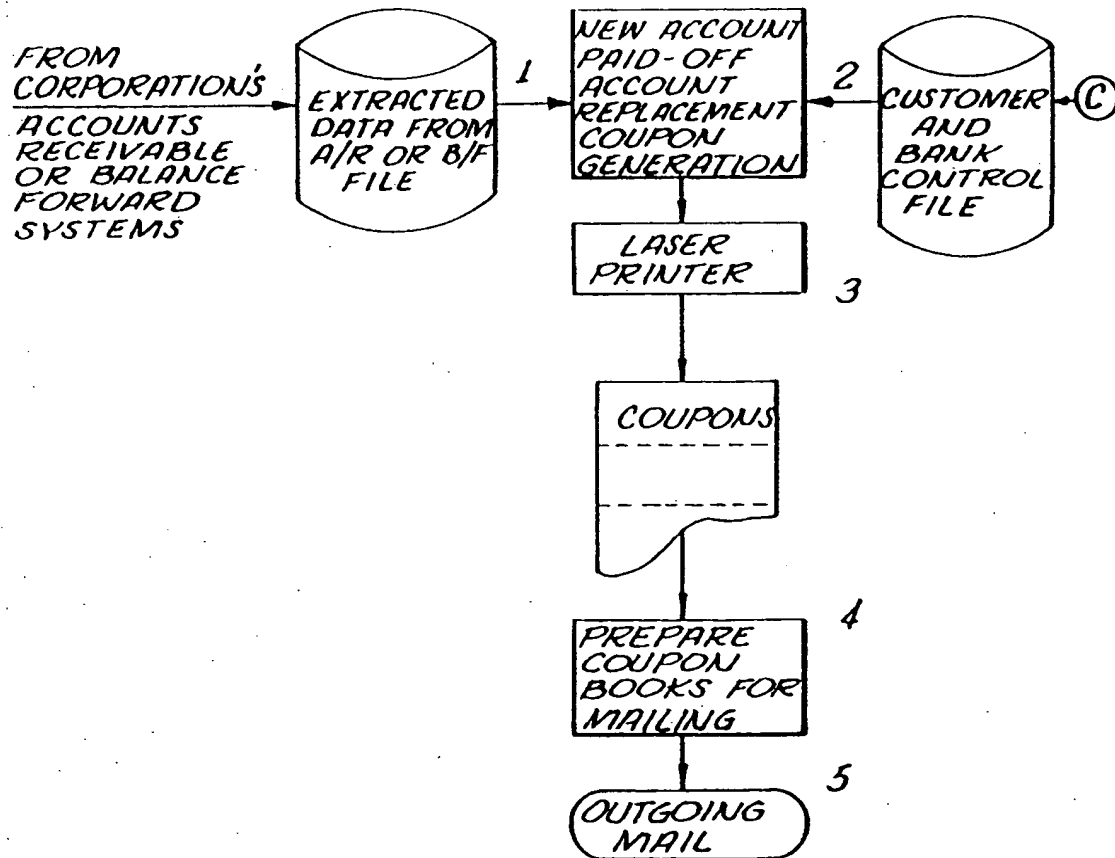 FROM
CORPORATION'S
ACCOUNTS
RECEIVABLE
OR BALANCE
FORWARD
SYSTEMS
EXTRACTED
DATA FROM
A/R OR B/F
FILE
1
NEW ACCOUNT
PAID-OFF
ACCOUNT
REPLACEMENT
COUPON
GENERATION
2
CUSTOMER
AND
BANK
CONTROL
FILE
C
LASER
PRINTER
3
COUPONS
4
PREPARE
COUPON
BOOKS FOR
MAILING
5
OUTGOING
MAIL